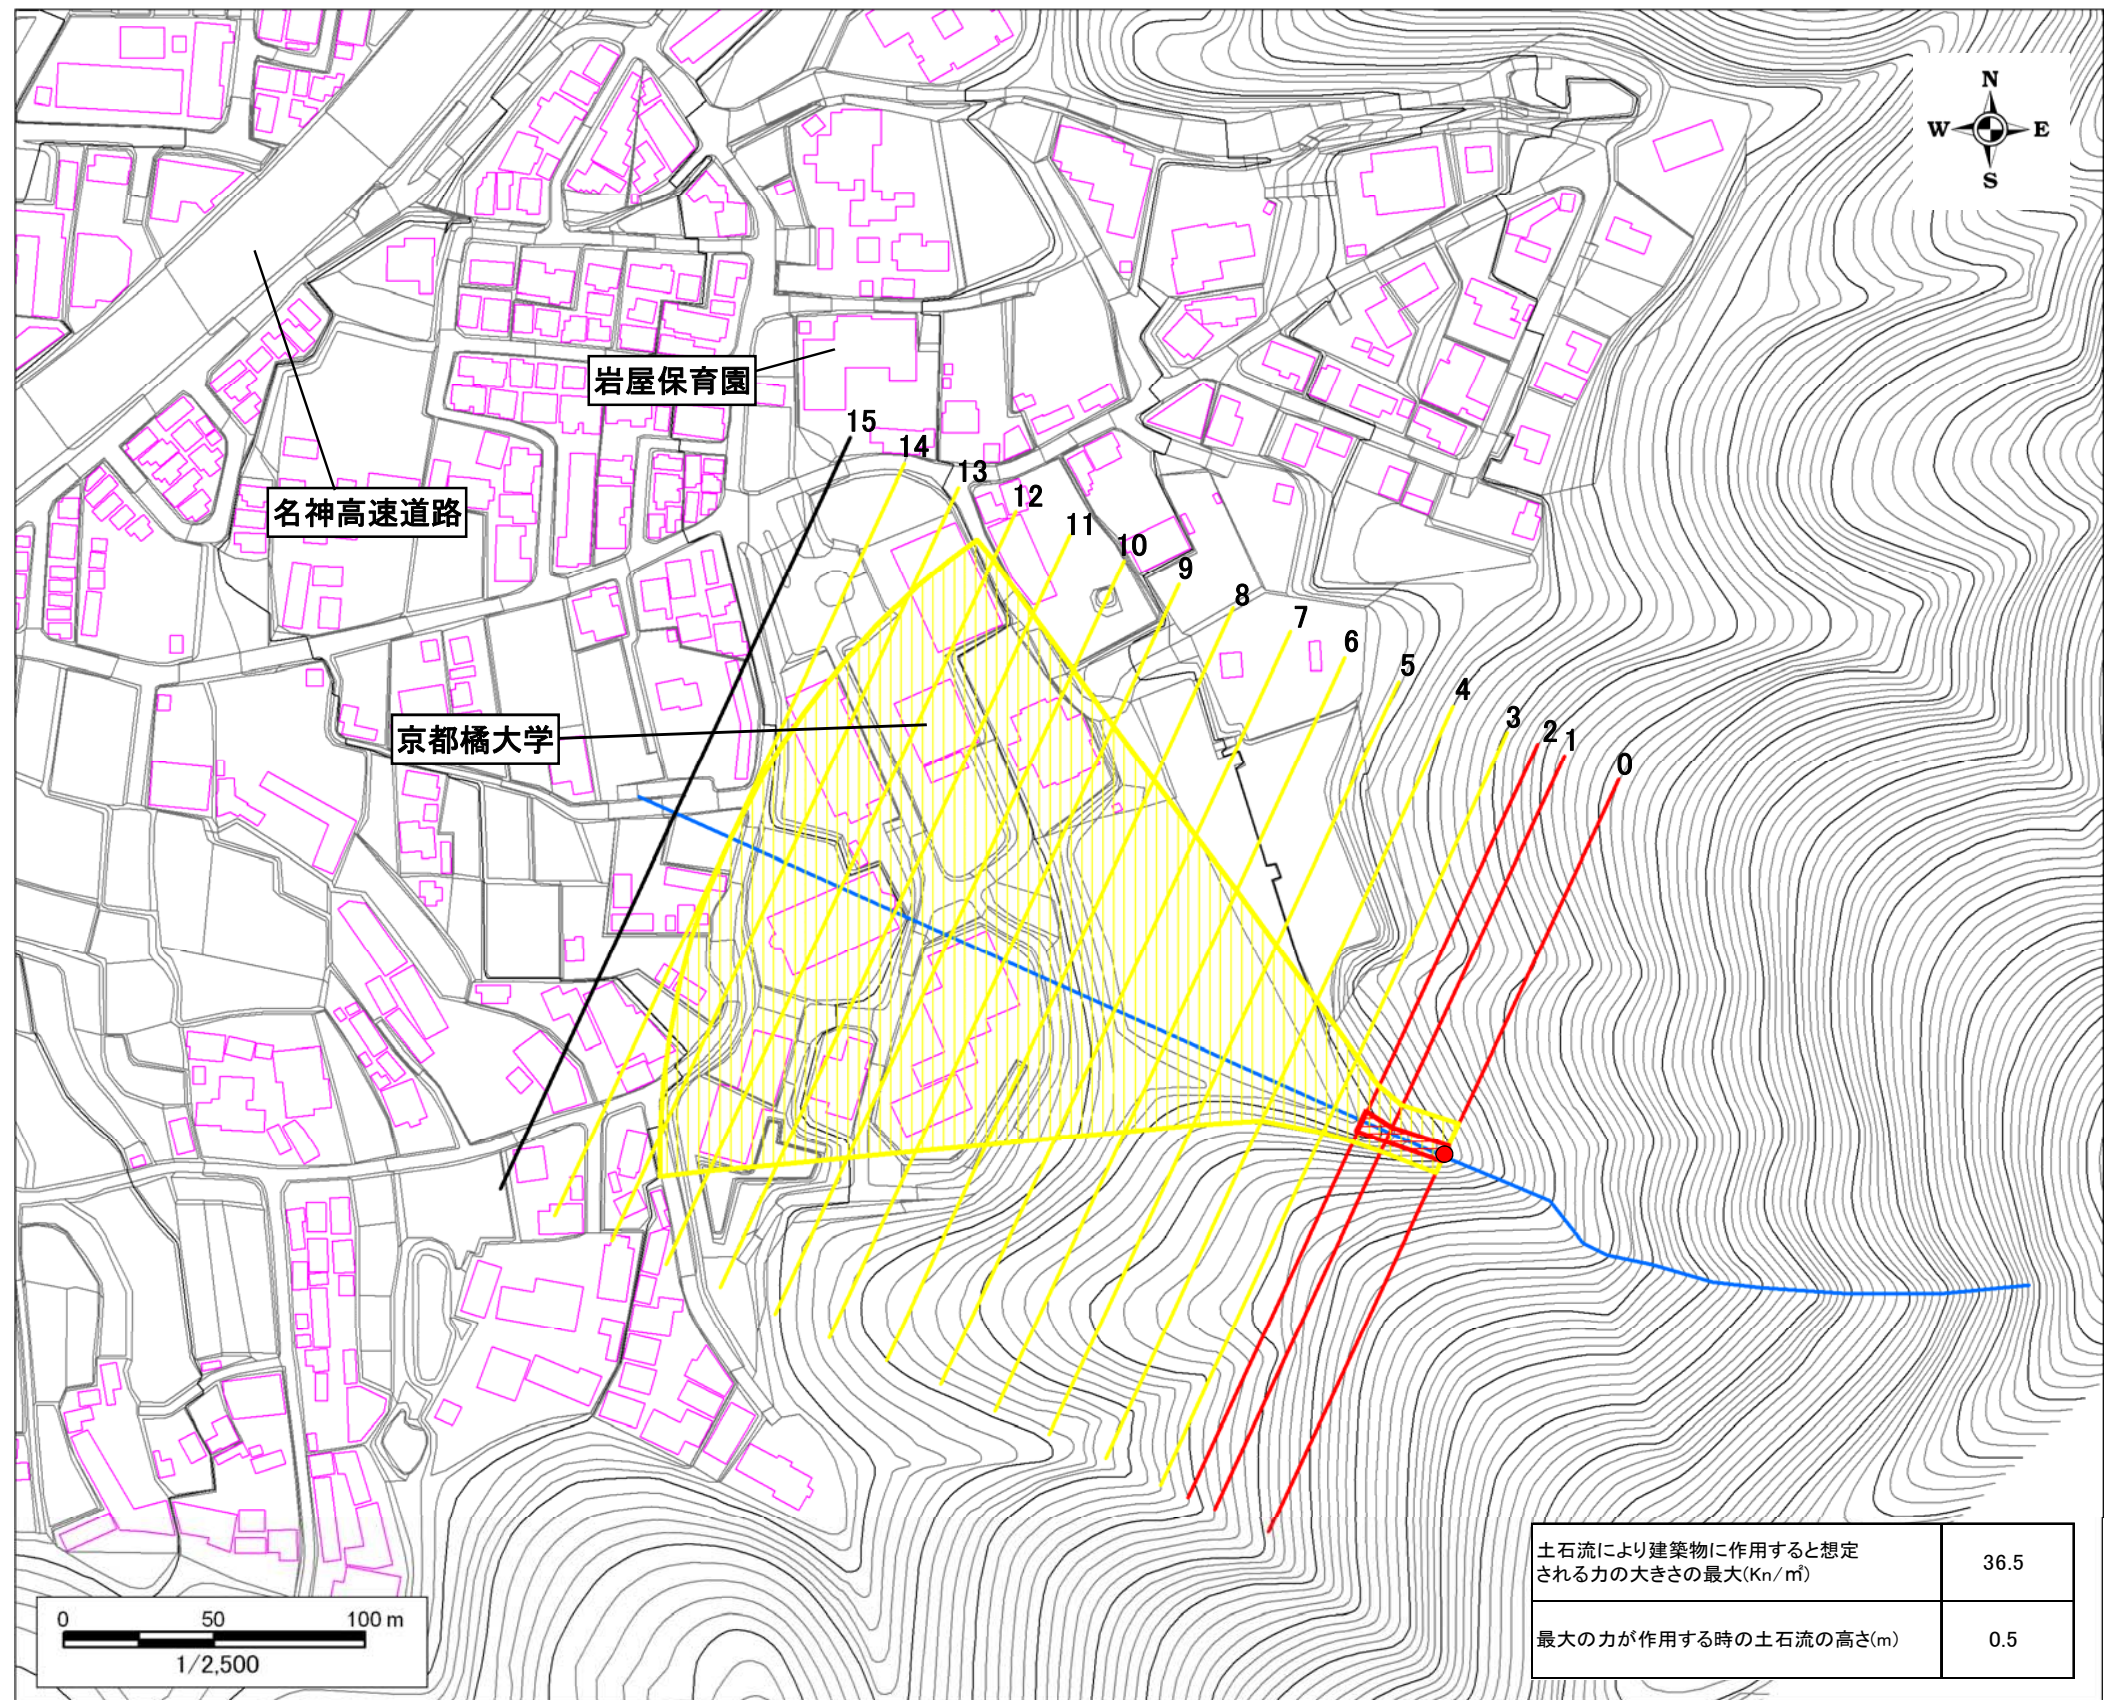 N
W E
S
岩屋保育園
15
14
13
12
11
10
9
8
7
6
5
4
3
2
1
0
名神高速道路
京都橘大学
土石流により建築物に作用すると想定
される力の大きさの最大(Kn/㎡)
36.5
最大の力が作用する時の土石流の高さ(m)
0.5
0 50 100 m
1/2,500